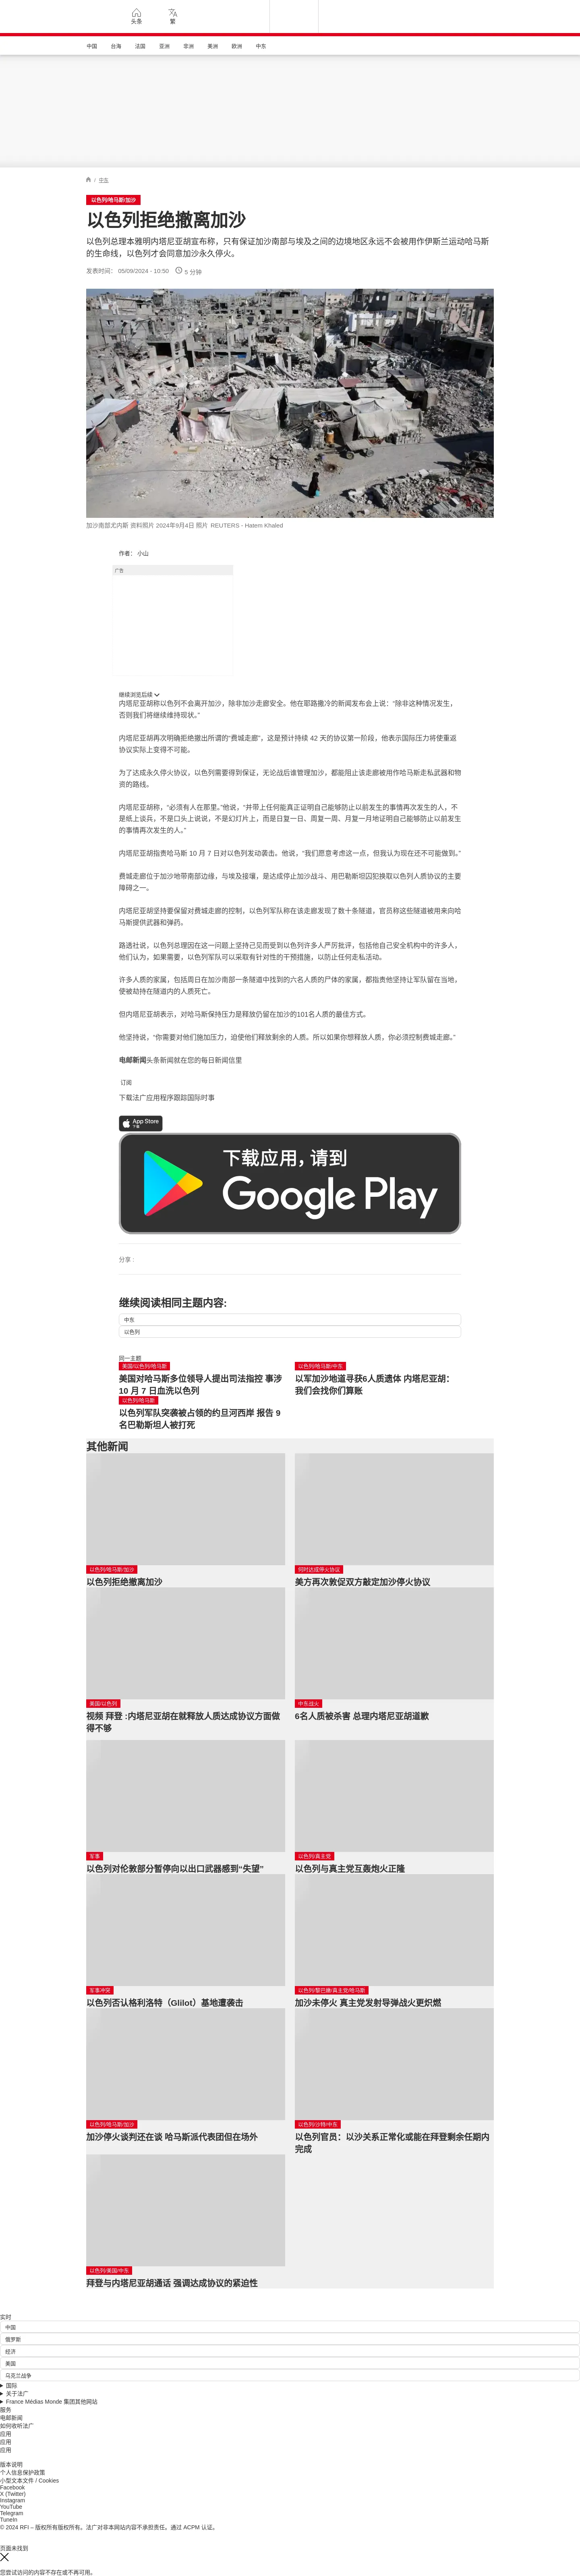 头条
繁
中国
台海
法国
亚洲
非洲
美洲
欧洲
中东
/ 中东
以色列/哈马斯/加沙
以色列拒绝撤离加沙
以色列总理本雅明内塔尼亚胡宣布称，只有保证加沙南部与埃及之间的边境地区永远不会被用作伊斯兰运动哈马斯
的生命线，以色列才会同意加沙永久停火。
发表时间： 05/09/2024 - 10:50 5 分钟
加沙南部尤内斯 资料照片 2024年9月4日 照片 REUTERS - Hatem Khaled
作者： 小山
广告
继续浏览后续
内塔尼亚胡称以色列不会离开加沙，除非加沙走廊安全。他在耶路撒冷的新闻发布会上说：“除非这种情况发生，
否则我们将继续维持现状。”
内塔尼亚胡再次明确拒绝撤出所谓的“费城走廊”，这是预计持续 42 天的协议第一阶段，他表示国际压力将使重返
协议实际上变得不可能。
为了达成永久停火协议，以色列需要得到保证，无论战后谁管理加沙，都能阻止该走廊被用作哈马斯走私武器和物
资的路线。
内塔尼亚胡称，“必须有人在那里。”他说，“并带上任何能真正证明自己能够防止以前发生的事情再次发生的人，不
是纸上谈兵，不是口头上说说，不是幻灯片上，而是日复一日、周复一周、月复一月地证明自己能够防止以前发生
的事情再次发生的人。”
内塔尼亚胡指责哈马斯 10 月 7 日对以色列发动袭击。他说，“我们愿意考虑这一点，但我认为现在还不可能做到。”
费城走廊位于加沙地带南部边缘，与埃及接壤，是达成停止加沙战斗、用巴勒斯坦囚犯换取以色列人质协议的主要
障碍之一。
内塔尼亚胡坚持要保留对费城走廊的控制，以色列军队称在该走廊发现了数十条隧道，官员称这些隧道被用来向哈
马斯提供武器和弹药。
路透社说，以色列总理因在这一问题上坚持己见而受到以色列许多人严厉批评，包括他自己安全机构中的许多人，
他们认为，如果需要，以色列军队可以采取有针对性的干预措施，以防止任何走私活动。
许多人质的家属，包括周日在加沙南部一条隧道中找到的六名人质的尸体的家属，都指责他坚持让军队留在当地，
使被劫持在隧道内的人质死亡。
但内塔尼亚胡表示，对哈马斯保持压力是释放仍留在加沙的101名人质的最佳方式。
他坚持说，“你需要对他们施加压力，迫使他们释放剩余的人质。所以如果你想释放人质，你必须控制费城走廊。”
电邮新闻头条新闻就在您的每日新闻信里
订阅
下载法广应用程序跟踪国际时事
App Store
下载
下载应用，请到
Google Play
分享 :
继续阅读相同主题内容:
中东
以色列
同一主题
美国/以色列/哈马斯
美国对哈马斯多位领导人提出司法指控 事涉
10 月 7 日血洗以色列
以色列/哈马斯/中东
以军加沙地道寻获6人质遗体 内塔尼亚胡：
我们会找你们算账
以色列/哈马斯
以色列军队突袭被占领的约旦河西岸 报告 9
名巴勒斯坦人被打死
其他新闻
以色列/哈马斯/加沙
以色列拒绝撤离加沙
何时达成停火协议
美方再次敦促双方敲定加沙停火协议
美国/以色列
视频 拜登 :内塔尼亚胡在就释放人质达成协议方面做
得不够
中东战火
6名人质被杀害 总理内塔尼亚胡道歉
军事
以色列对伦敦部分暂停向以出口武器感到“失望”
以色列/真主党
以色列与真主党互轰炮火正隆
军事冲突
以色列否认格利洛特（Glilot）基地遭袭击
以色列/黎巴嫩/真主党/哈马斯
加沙未停火 真主党发射导弹战火更炽燃
以色列/哈马斯/加沙
加沙停火谈判还在谈 哈马斯派代表团但在场外
以色列/沙特/中东
以色列官员：以沙关系正常化或能在拜登剩余任期内
完成
以色列/美国/中东
拜登与内塔尼亚胡通话 强调达成协议的紧迫性
实时
中国
俄罗斯
经济
美国
马克兰战争
国际
关于法广
France Médias Monde 集团其他网站
服务
电邮新闻
如何收听法广
应用
应用
应用
版本说明
个人信息保护政策
小型文本文件 / Cookies
Facebook
X (Twitter)
Instagram
YouTube
Telegram
TuneIn
© 2024 RFI – 版权所有版权所有。法广对非本网站内容不承担责任。通过 ACPM 认证。
页面未找到
您尝试访问的内容不存在或不再可用。